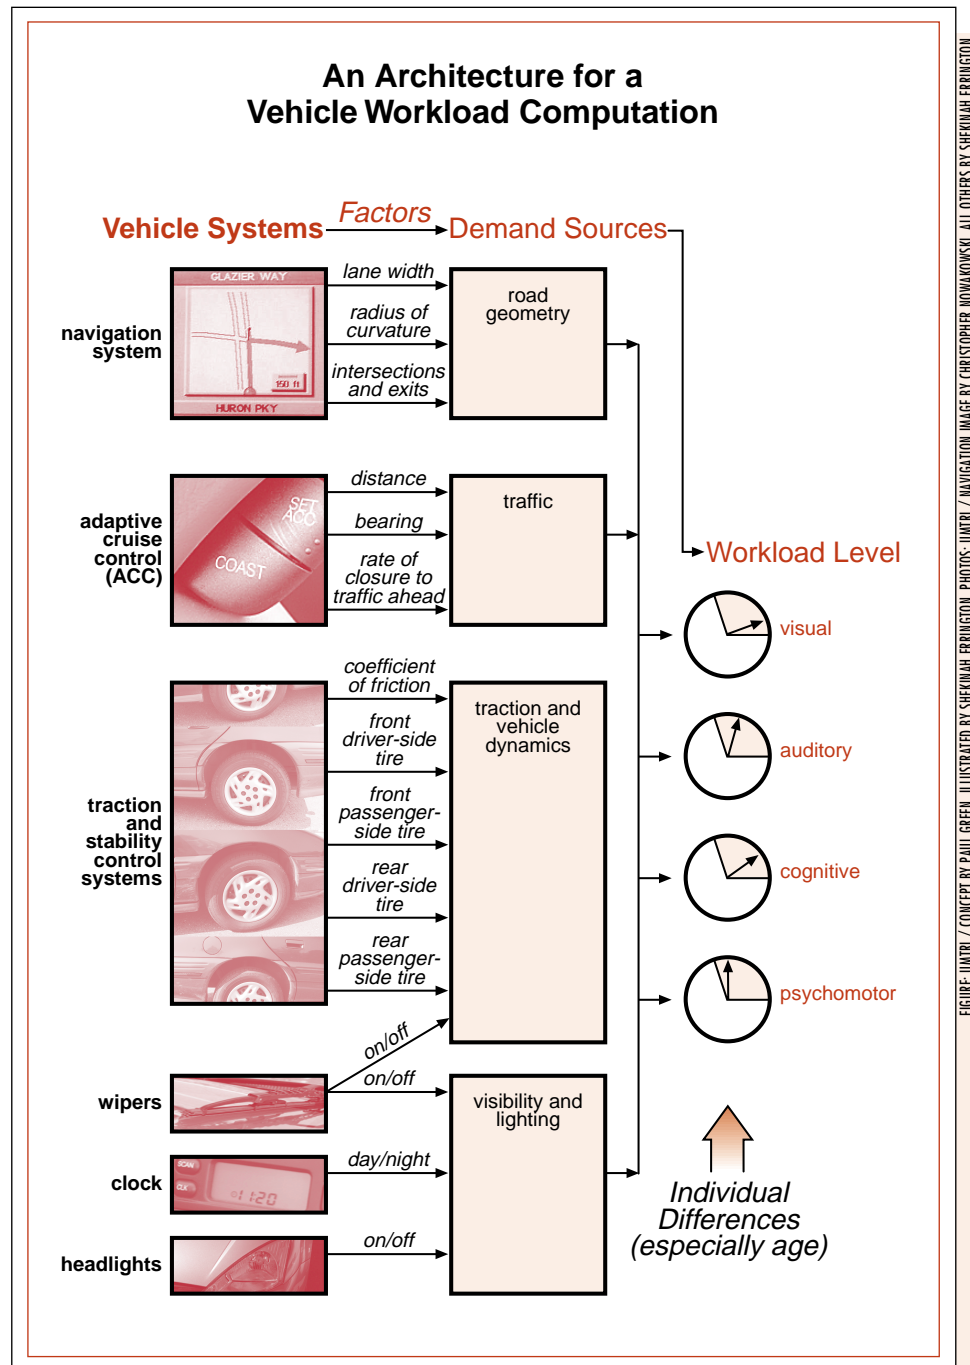 An Architecture for a
Vehicle Workload Computation
Vehicle Systems
Factors
Demand Sources
navigation
system
GLAZIER WAY
150 ft
HURON PKY
lane width
radius of
curvature
intersections
and exits
road
geometry
adaptive
cruise
control
(ACC)
SET
ACC
COAST
distance
bearing
rate of
closure to
traffic ahead
traffic
Workload Level
visual
auditory
cognitive
psychomotor
traction
and
stability
control
systems
coefficient
of friction
front
driver-side
tire
front
passenger-
side tire
rear
driver-side
tire
rear
passenger-
side tire
traction and
vehicle
dynamics
on/off
wipers
on/off
visibility and
lighting
clock
SCAN
CLK
11:20
day/night
headlights
on/off
Individual
Differences
(especially age)
FIGURE: UMTRI / CONCEPT BY PAUL GREEN, ILLUSTRATED BY SHEKINAH ERRINGTON. PHOTOS: UMTRI / NAVIGATION IMAGE BY CHRISTOPHER NOWAKOWSKI, ALL OTHERS BY SHEKINAH ERRINGTON